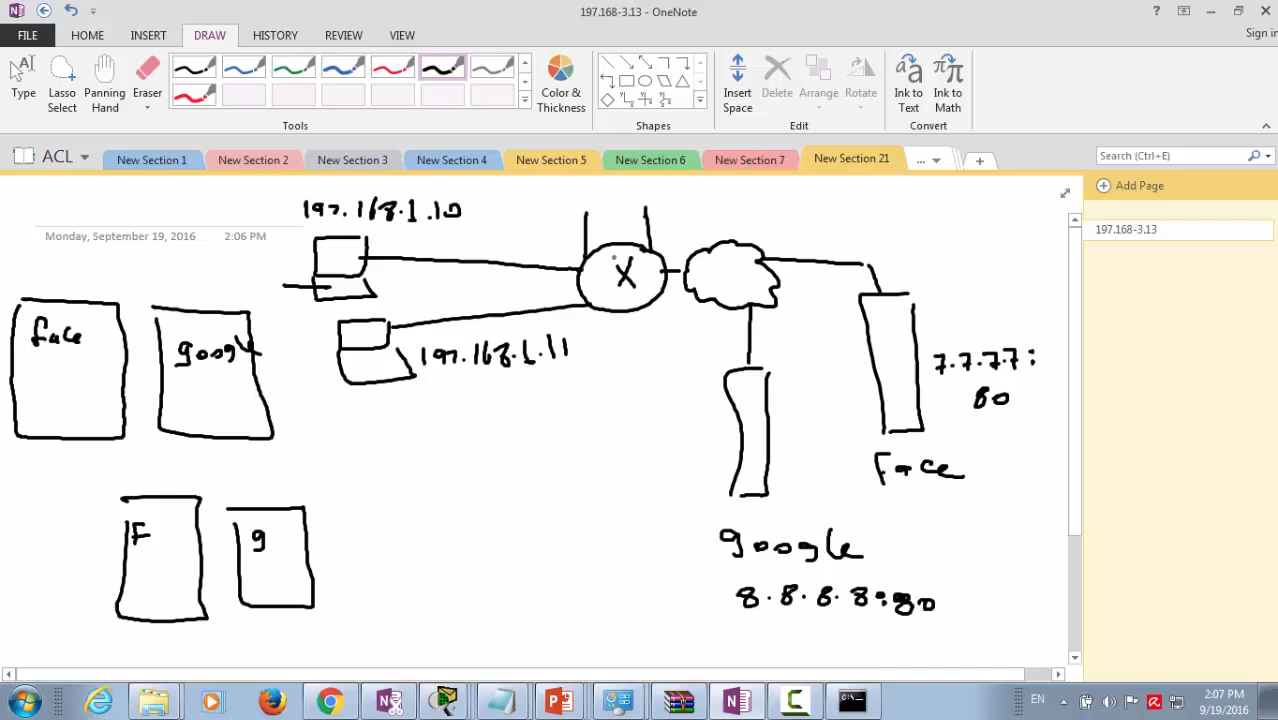 197.168-3.13 - OneNote
FILE
HOME
INSERT
DRAW
HISTORY
REVIEW
VIEW
Sign in
Type
Lasso
Select
Panning
Hand
Eraser
Color &
Thickness
Insert
Space
Delete
Arrange
Rotate
Ink to
Text
Ink to
Math
Tools
Shapes
Edit
Convert
ACL
New Section 1
New Section 2
New Section 3
New Section 4
New Section 5
New Section 6
New Section 7
New Section 21
...
Search (Ctrl+E)
Add Page
197.168-3.13
Monday, September 19, 2016
2:06 PM
197.168.1.10
X
face
google
197.168.1.11
7.7.7.7:
80
Face
F
g
google
8.8.8.8:80
EN
2:07 PM
9/19/2016